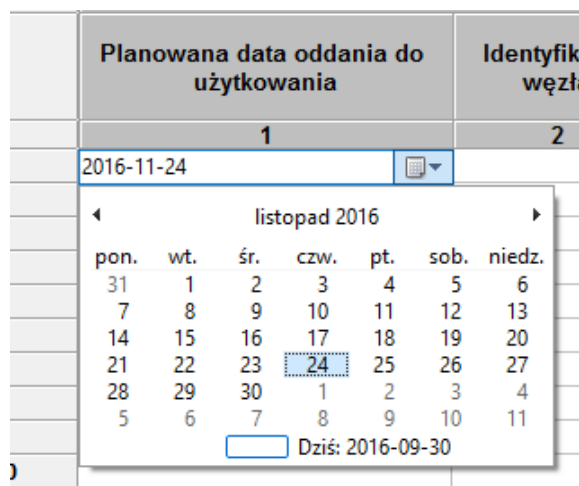 Planowana data oddania do
użytkowania
1
2
2016-11-24
listopad 2016
pon. wt. śr. czw. pt. sob. niedz.
31 1 2 3 4 5 6
7 8 9 10 11 12 13
14 15 16 17 18 19 20
21 22 23 24 25 26 27
28 29 30 1 2 3 4
5 6 7 8 9 10 11
Dziś: 2016-09-30